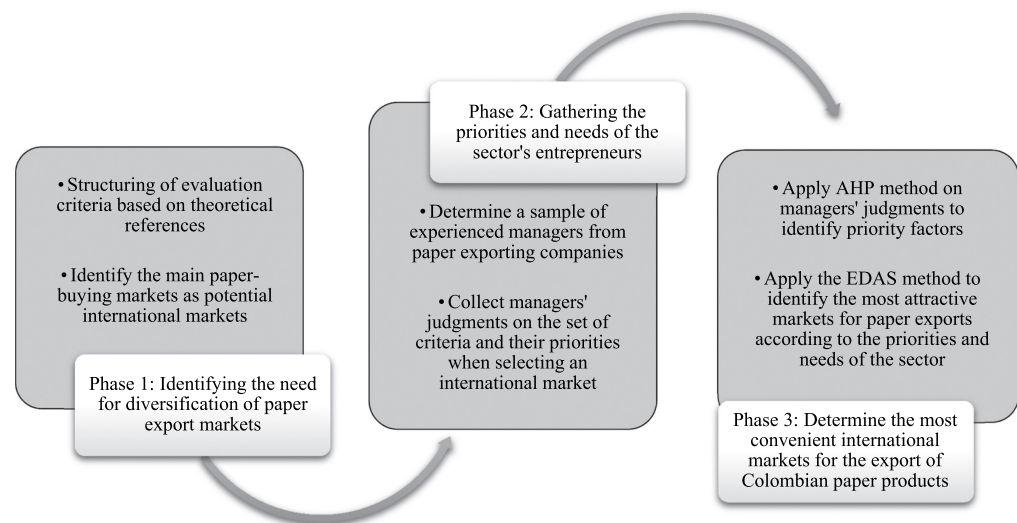 • Structuring of evaluation
criteria based on theoretical
references
• Identify the main paper-
buying markets as potential
international markets
Phase 1: Identifying the need
for diversification of paper
export markets
Phase 2: Gathering the
priorities and needs of the
sector's entrepreneurs
• Determine a sample of
experienced managers from
paper exporting companies
• Collect managers'
judgments on the set of
criteria and their priorities
when selecting an
international market
• Apply AHP method on
managers' judgments to
identify priority factors
• Apply the EDAS method to
identify the most attractive
markets for paper exports
according to the priorities and
needs of the sector
Phase 3: Determine the most
convenient international
markets for the export of
Colombian paper products